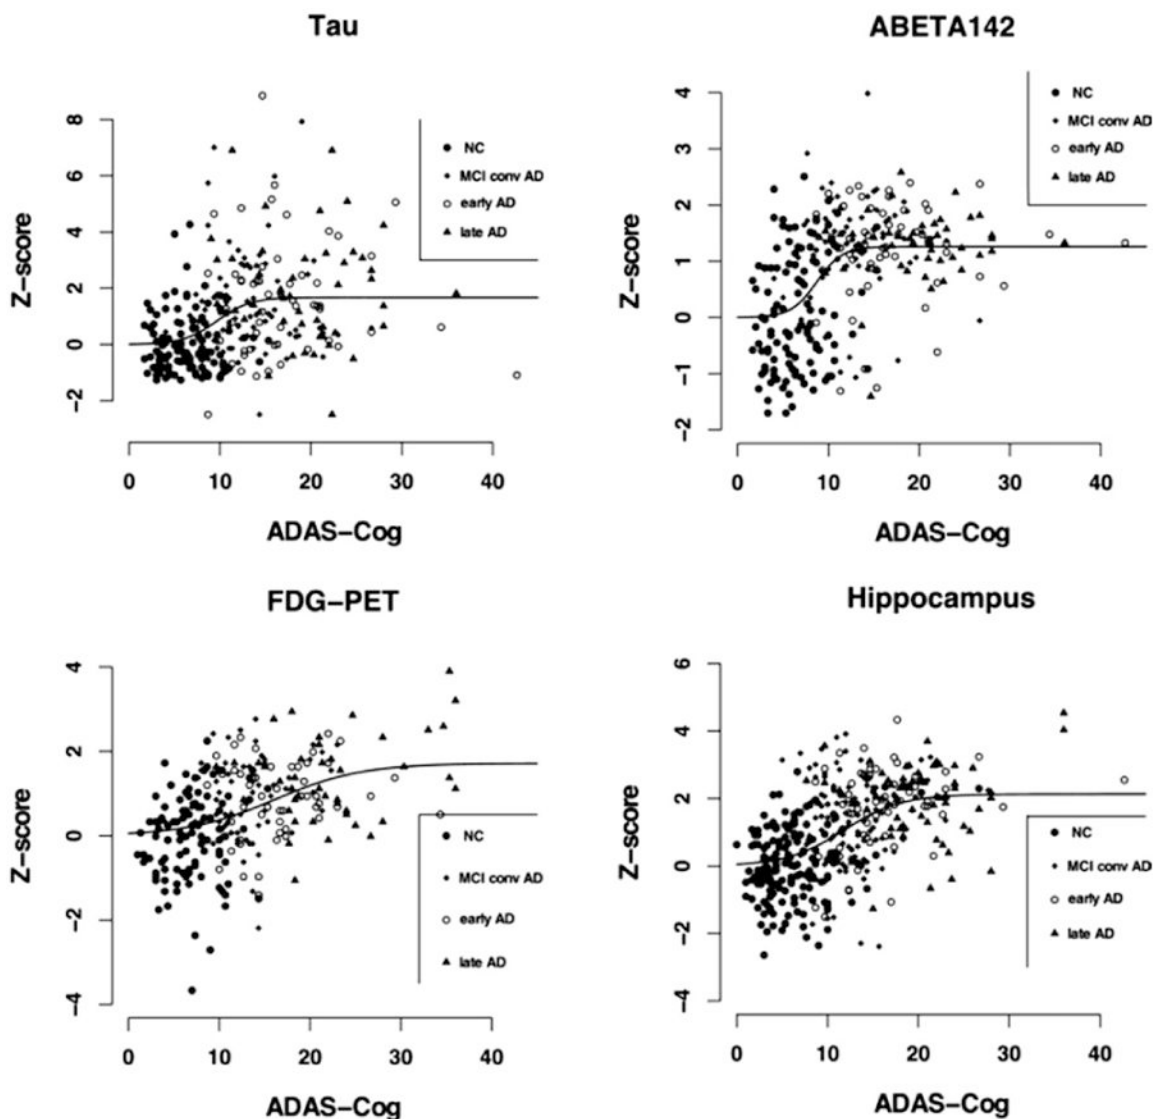 Tau
Z−score
8
6
4
2
0
−2
0 10 20 30 40
ADAS−Cog
NC
MCI conv AD
early AD
late AD
ABETA142
Z−score
4
3
2
1
0
−1
−2
0 10 20 30 40
ADAS−Cog
NC
MCI conv AD
early AD
late AD
FDG−PET
Z−score
4
2
0
−2
−4
0 10 20 30 40
ADAS−Cog
NC
MCI conv AD
early AD
late AD
Hippocampus
Z−score
6
4
2
0
−2
−4
0 10 20 30 40
ADAS−Cog
NC
MCI conv AD
early AD
late AD